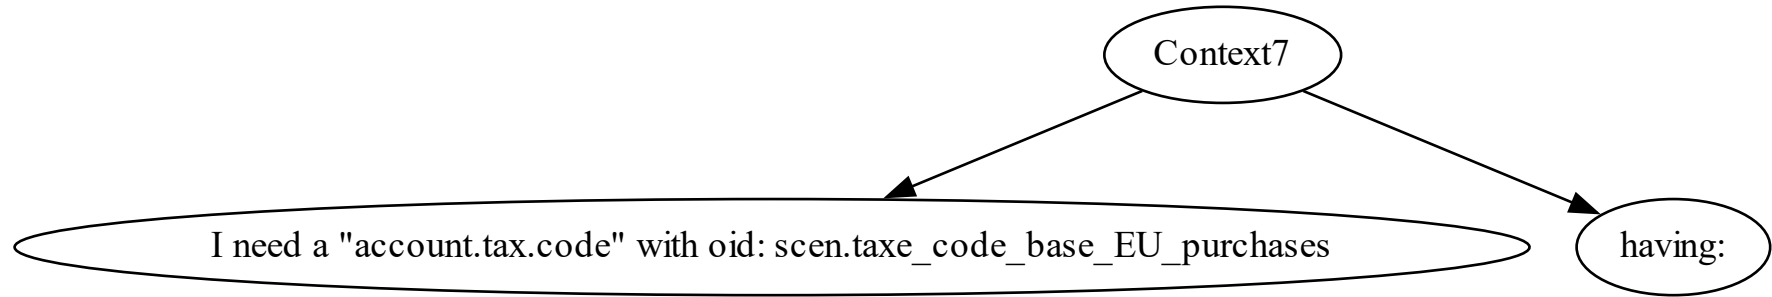 Context7
I need a "account.tax.code" with oid: scen.taxe_code_base_EU_purchases
having: